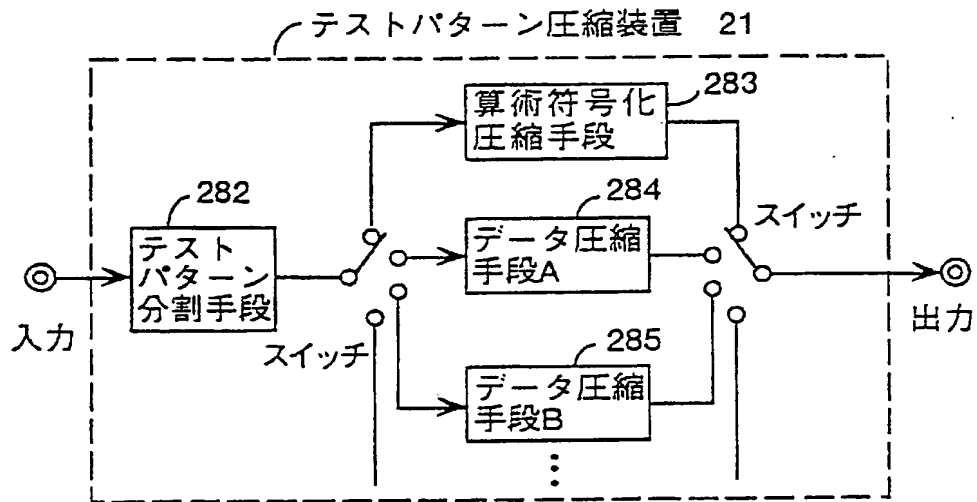 テストパターン圧縮装置 21
算術符号化
圧縮手段
283
282
テスト
パターン
分割手段
284
データ圧縮
手段A
スイッチ
入力
出力
スイッチ
285
データ圧縮
手段B